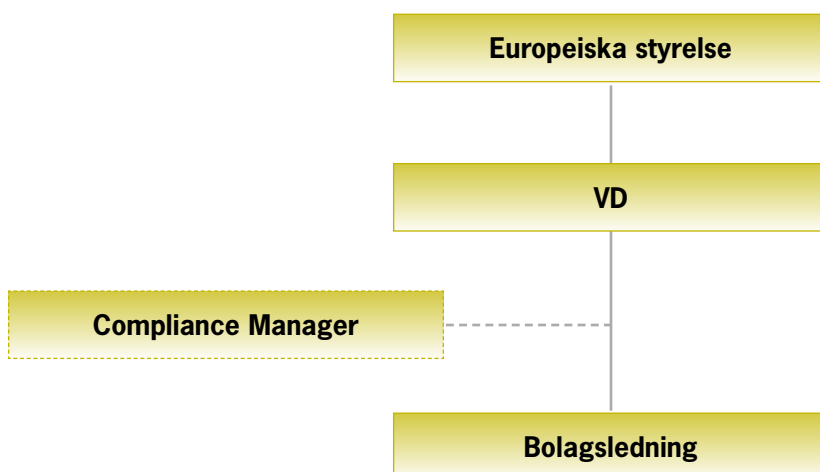 Europeiska styrelse
VD
Compliance Manager
Bolagsledning